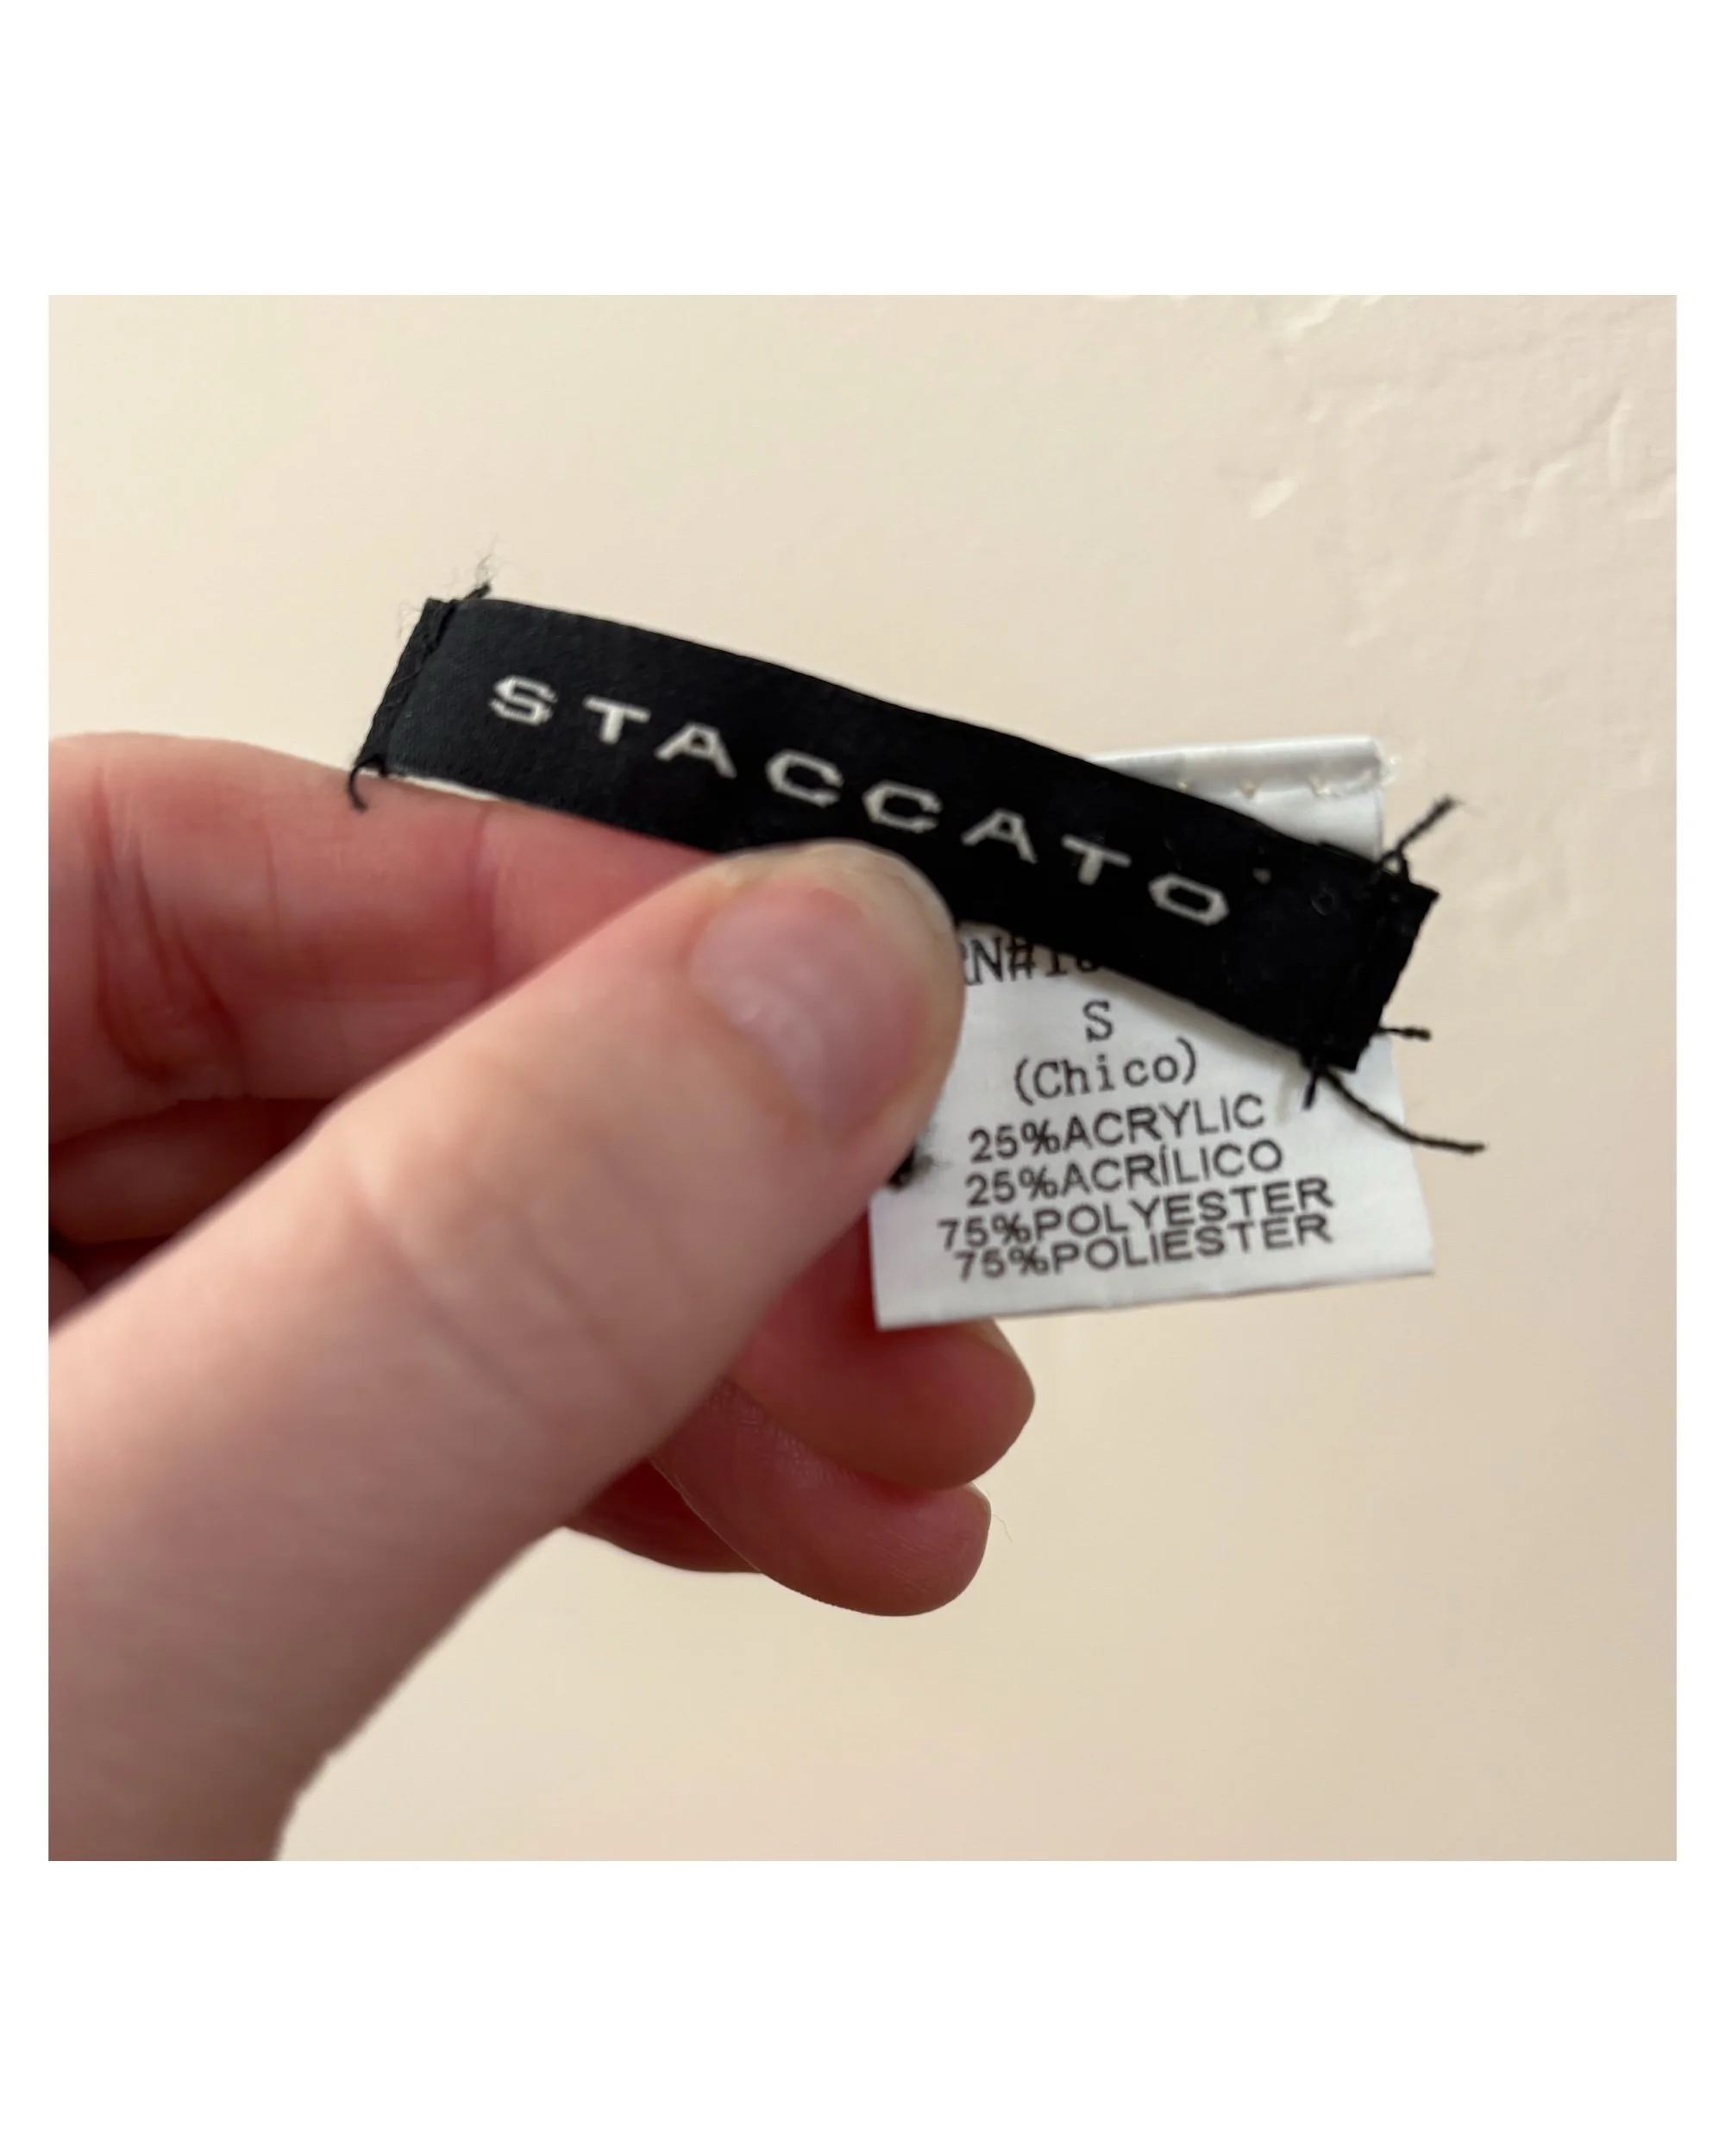 STACCATO
S
(Chico)
25%ACRYLIC
25%ACRÍLICO
75%POLYESTER
75%POLIESTER